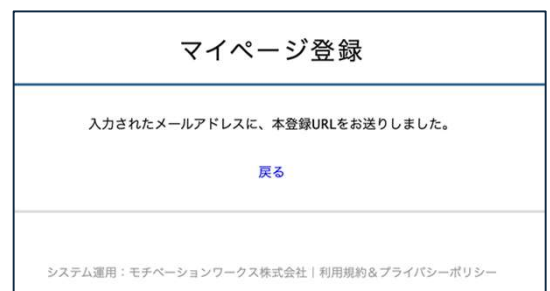 マイページ登録
入力されたメールアドレスに、本登録URLをお送りしました。
戻る
システム運用：モチベーションワークス株式会社｜利用規約＆プライバシーポリシー